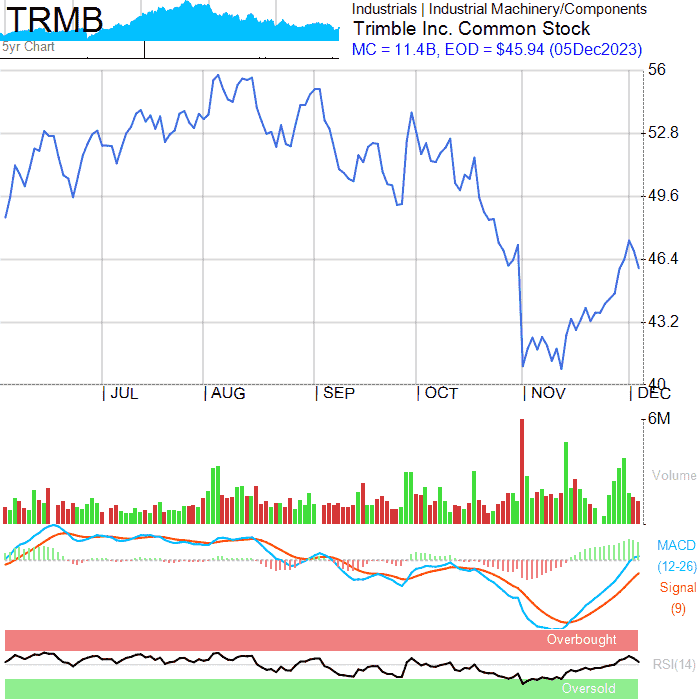 TRMB
5yr Chart
Industrials | Industrial Machinery/Components
Trimble Inc. Common Stock
MC = 11.4B, EOD = $45.94 (05Dec2023)
56
52.8
49.6
46.4
43.2
40
JUL
AUG
SEP
OCT
NOV
DEC
6M
Volume
MACD
(12-26)
Signal
(9)
Overbought
RSI(14)
Oversold